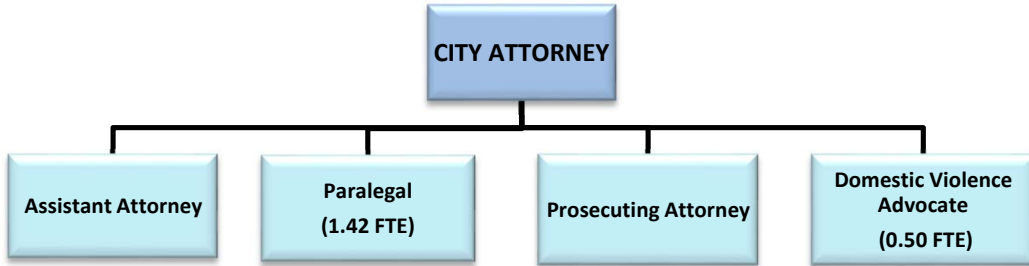 CITY ATTORNEY
Assistant Attorney
Paralegal
(1.42 FTE)
Prosecuting Attorney
Domestic Violence
Advocate
(0.50 FTE)